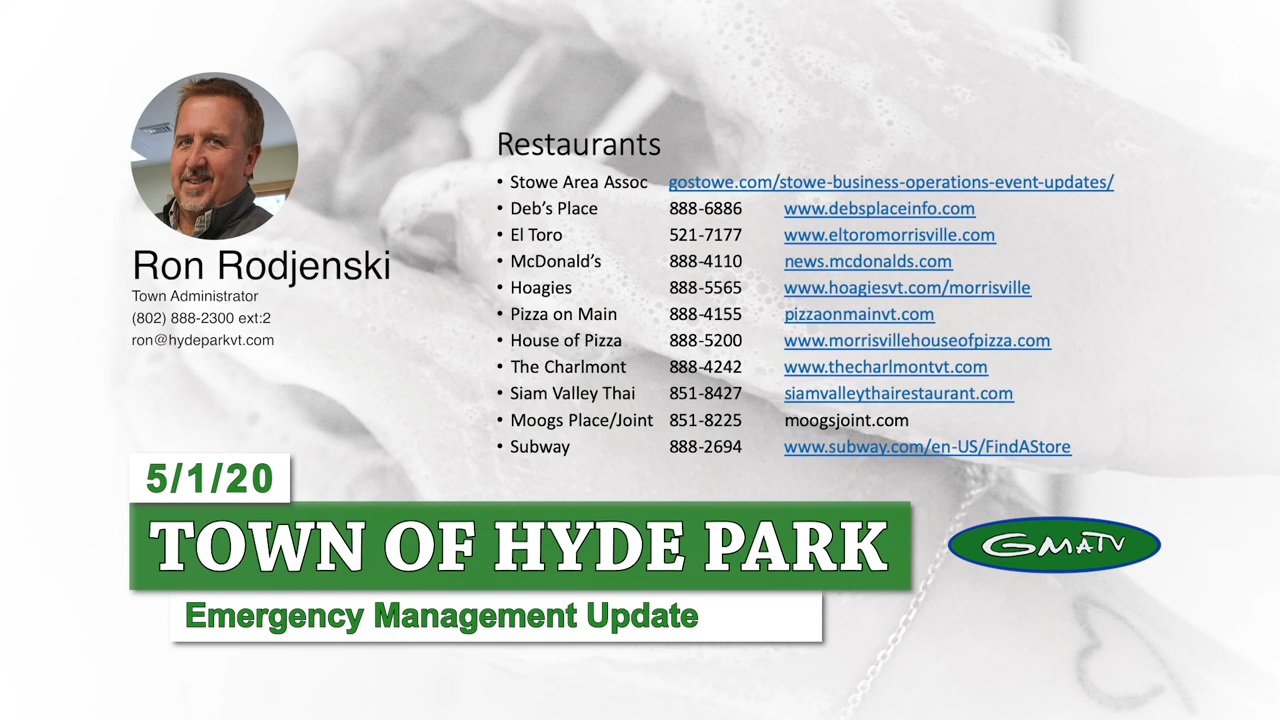 Ron Rodjenski
Town Administrator
(802) 888-2300 ext:2
ron@hydeparkvt.com
Restaurants
• Stowe Area Assoc gostowe.com/stowe-business-operations-event-updates/
• Deb's Place 888-6886 www.debsplaceinfo.com
• El Toro 521-7177 www.eltoromorrisville.com
• McDonald's 888-4110 news.mcdonalds.com
• Hoagies 888-5565 www.hoagiesvt.com/morrisville
• Pizza on Main 888-4155 pizzaonmainvt.com
• House of Pizza 888-5200 www.morrisvillehouseofpizza.com
• The Charlmont 888-4242 www.thecharlmontvt.com
• Siam Valley Thai 851-8427 siamvalleythairestaurant.com
• Moogs Place/Joint 851-8225 moogsjoint.com
• Subway 888-2694 www.subway.com/en-US/FindAStore
5/1/20
TOWN OF HYDE PARK
GMATV
Emergency Management Update